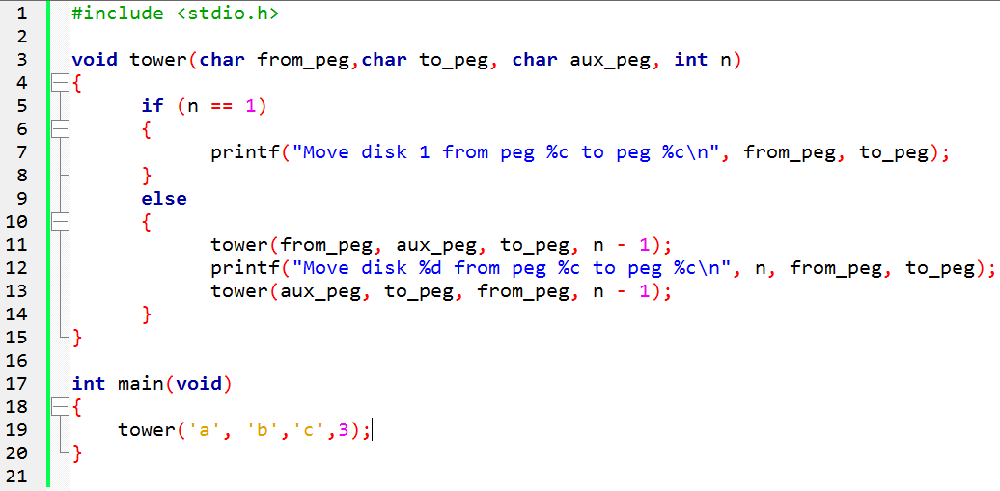 1 #include <stdio.h>
2
3 void tower(char from_peg,char to_peg, char aux_peg, int n)
4 {
5 if (n == 1)
6 {
7 printf("Move disk 1 from peg %c to peg %c\n", from_peg, to_peg);
8 }
9 else
10 {
11 tower(from_peg, aux_peg, to_peg, n - 1);
12 printf("Move disk %d from peg %c to peg %c\n", n, from_peg, to_peg);
13 tower(aux_peg, to_peg, from_peg, n - 1);
14 }
15 }
16
17 int main(void)
18 {
19 tower('a', 'b','c',3);
20 }
21